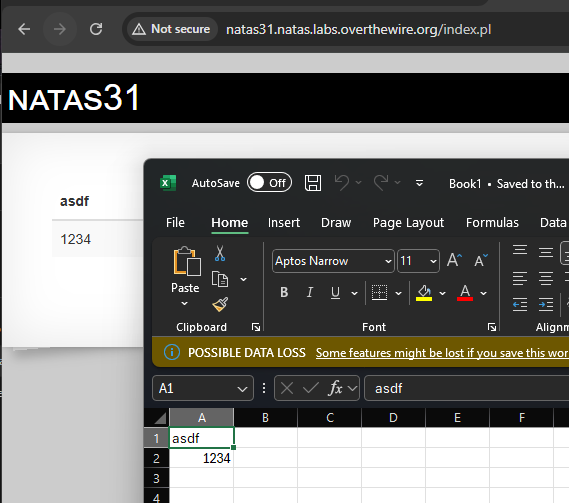 Not secure natas31.natas.labs.overthewire.org/index.pl
NATAS31
asdf
1234
AutoSave Off Book1 • Saved to th...
File Home Insert Draw Page Layout Formulas Data
Paste
Aptos Narrow 11 A A
B I U A
Clipboard Font Alignm
POSSIBLE DATA LOSS Some features might be lost if you save this wor
A1 fx asdf
A B C D E F
1 asdf
2 1234
3
4